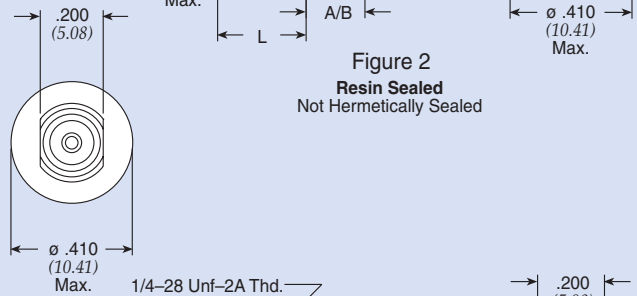 .200
(5.08)
Max.
L
A/B
ø .410
(10.41)
Max.
Figure 2
Resin Sealed
Not Hermetically Sealed
ø .410
(10.41)
Max.
1/4–28 Unf–2A Thd.
.200